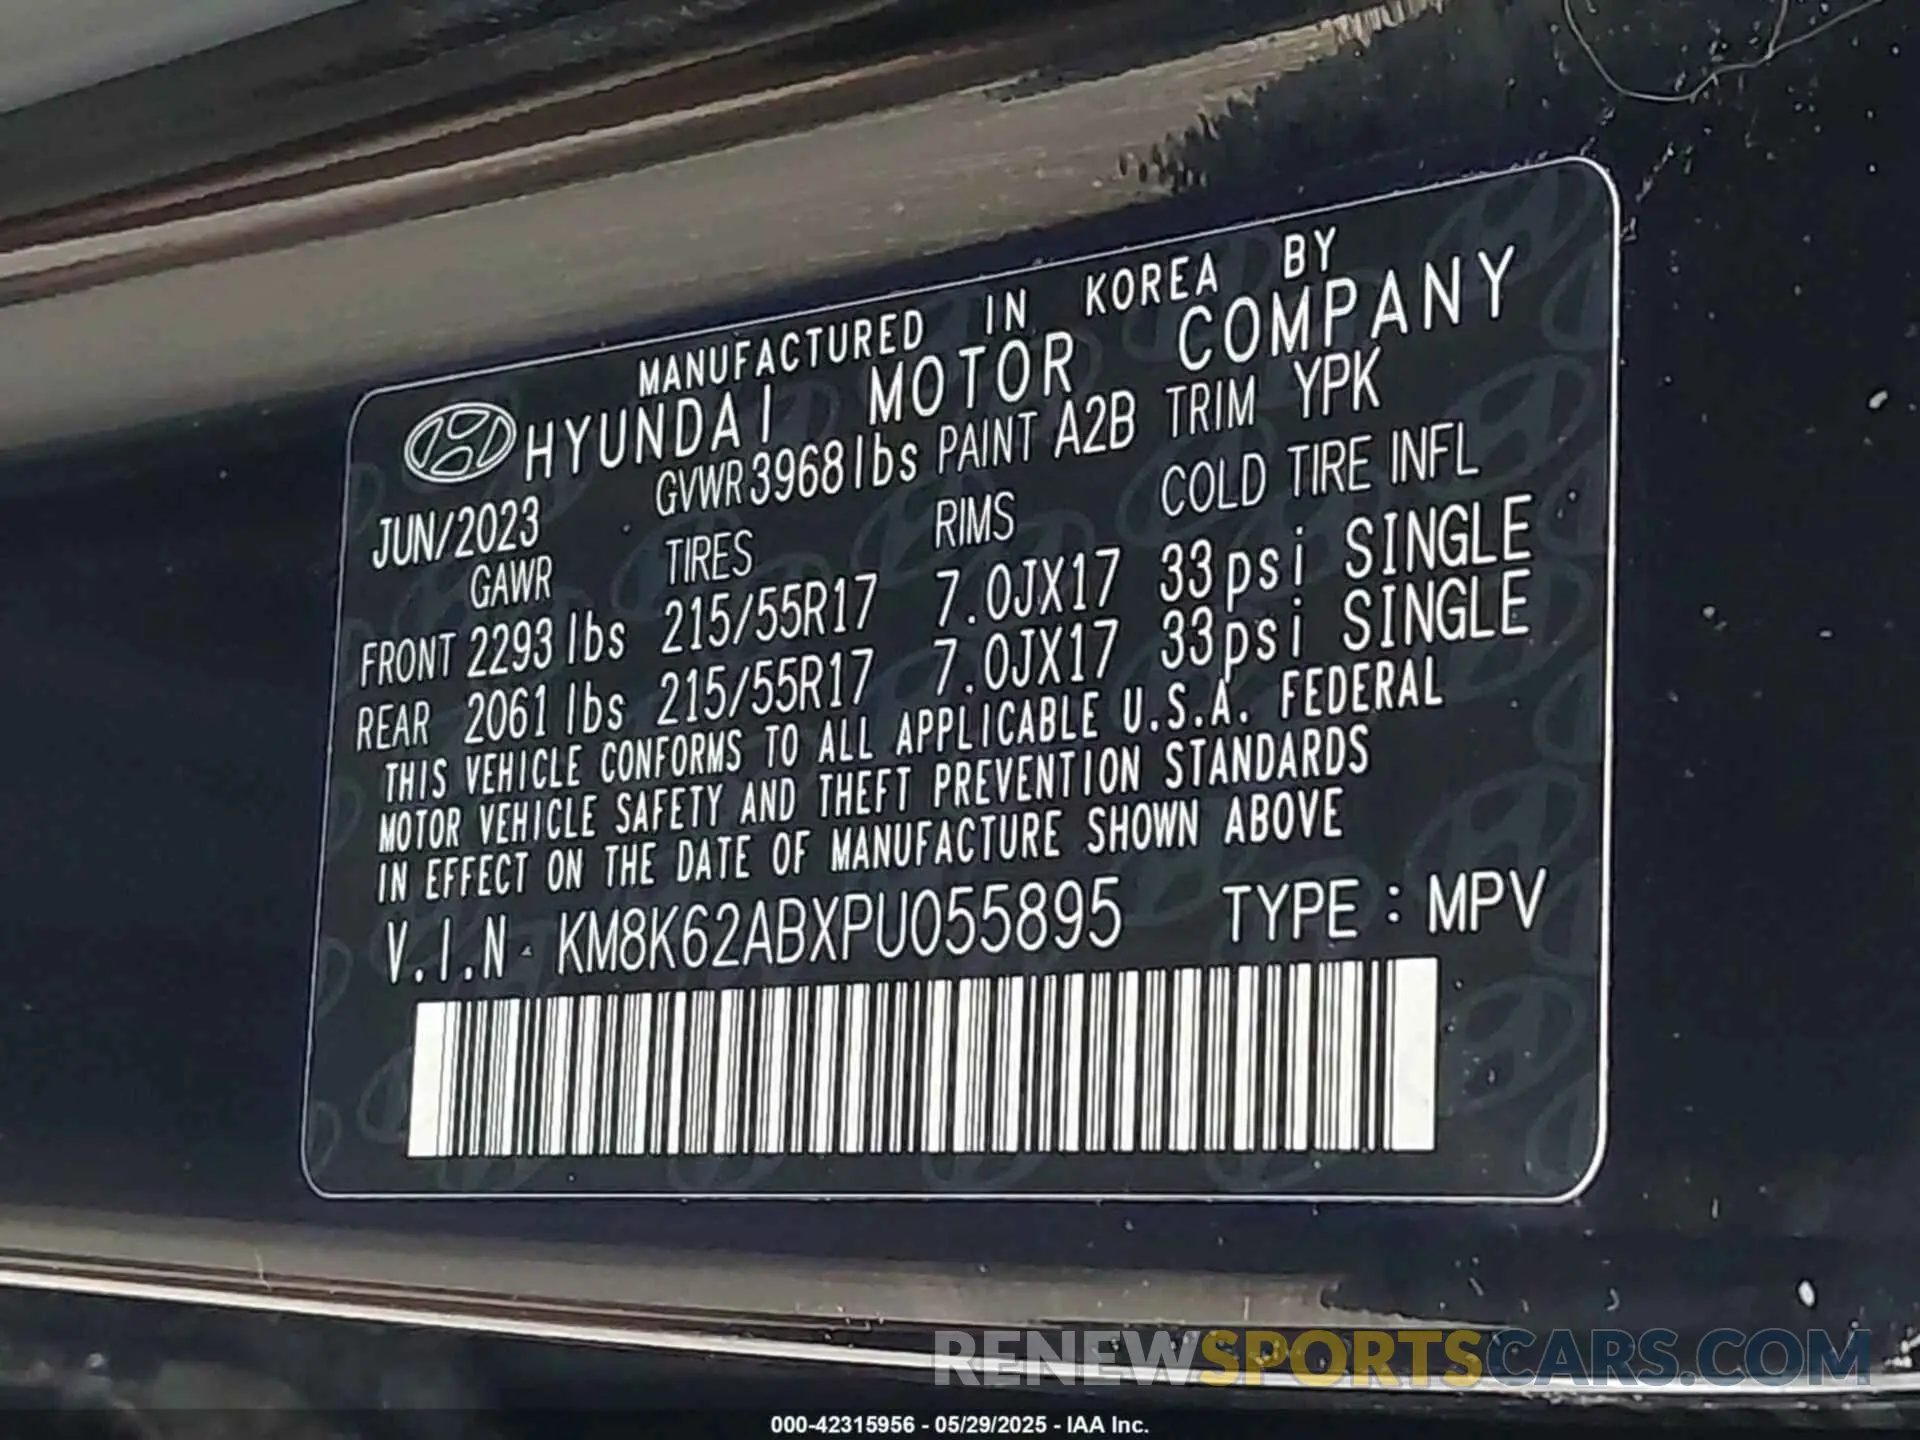 MANUFACTURED IN KOREA BY
HYUNDAI MOTOR COMPANY
JUN/2023 GVWR 3968 lbs PAINT A2B TRIM YPK
GAWR TIRES RIMS COLD TIRE INFL
FRONT 2293 lbs 215/55R17 7.0JX17 33psi SINGLE
REAR 2061 lbs 215/55R17 7.0JX17 33psi SINGLE
THIS VEHICLE CONFORMS TO ALL APPLICABLE U.S.A. FEDERAL
MOTOR VEHICLE SAFETY AND THEFT PREVENTION STANDARDS
IN EFFECT ON THE DATE OF MANUFACTURE SHOWN ABOVE
V.I.N. KM8K62ABXPU055895 TYPE : MPV
RENEWSPORTSCARS.COM
000-42315956 - 05/29/2025 - IAA Inc.